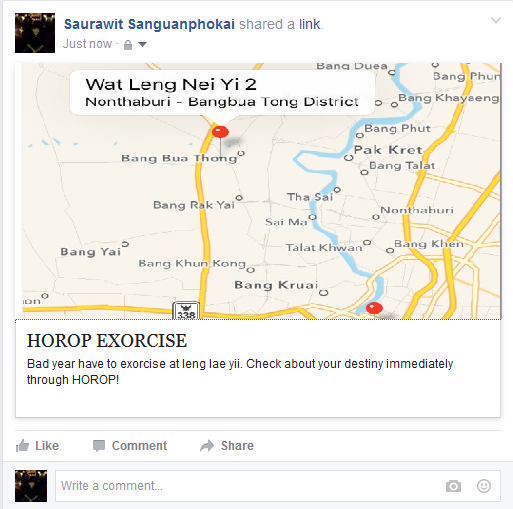 Saurawit Sanguanphokai shared a link.
Just now
Wat Leng Nei Yi 2
Nonthaburi - Bangbua Tong District
Bang Duea
Bang Phun
Bang Khayaeng
Bang Phut
Pak Kret
Bang Bua Thong
Bang Talat
Tha Sai
Bang Rak Yai
Nonthaburi
Sai Ma
Talat Khwan
Bang Khen
Bang Yai
Bang Khun Kong
Bang Kruai
338
HOROP EXORCISE
Bad year have to exorcise at leng lae yii. Check about your destiny immediately
through HOROP!
Like Comment Share
Write a comment...